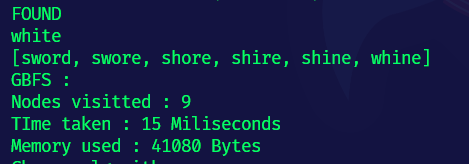 FOUND
white
[sword, swore, shore, shire, shine, whine]
GBFS :
Nodes visitted : 9
TIme taken : 15 Miliseconds
Memory used : 41080 Bytes